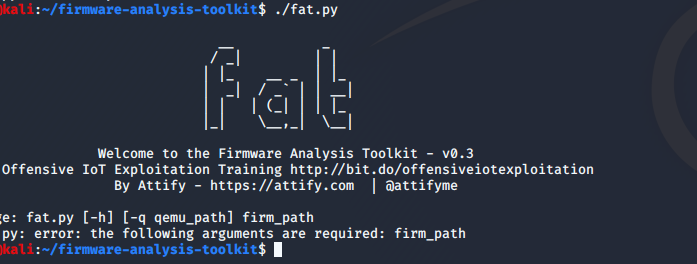 @kali:~/firmware-analysis-toolkit$ ./fat.py
fat
Welcome to the Firmware Analysis Toolkit - v0.3
Offensive IoT Exploitation Training http://bit.do/offensiveiotexploitation
By Attify - https://attify.com | @attifyme
ge: fat.py [-h] [-q qemu_path] firm_path
py: error: the following arguments are required: firm_path
@kali:~/firmware-analysis-toolkit$